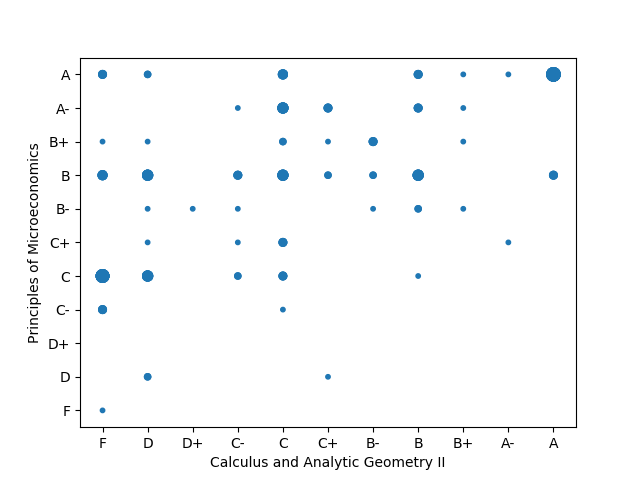 A
A-
B+
B
B-
C+
C
C-
D+
D
F
Principles of Microeconomics
F D D+ C- C C+ B- B B+ A- A
Calculus and Analytic Geometry II